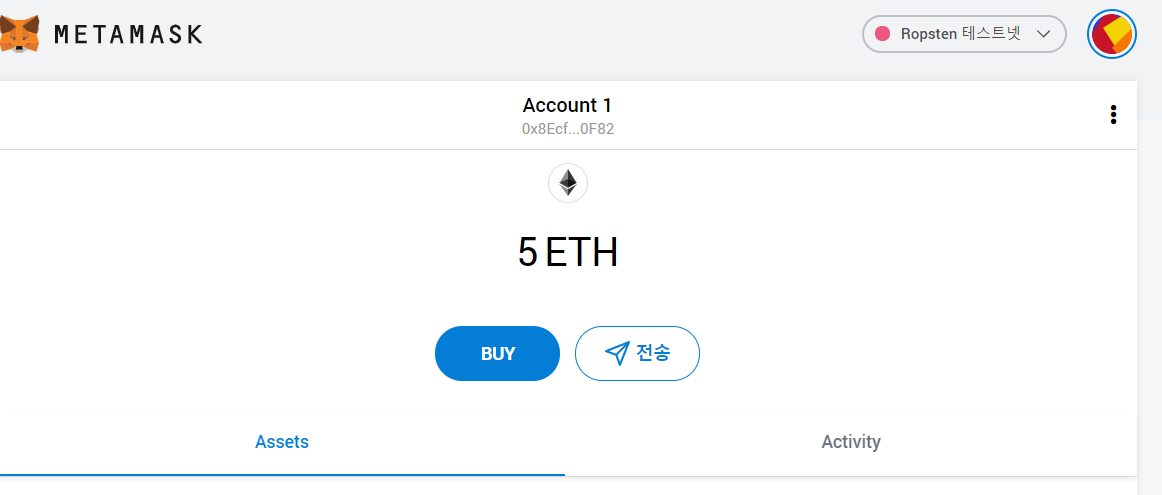 METAMASK
Ropsten 테스트넷
Account 1
0x8Ecf...0F82
5 ETH
BUY
전송
Assets
Activity